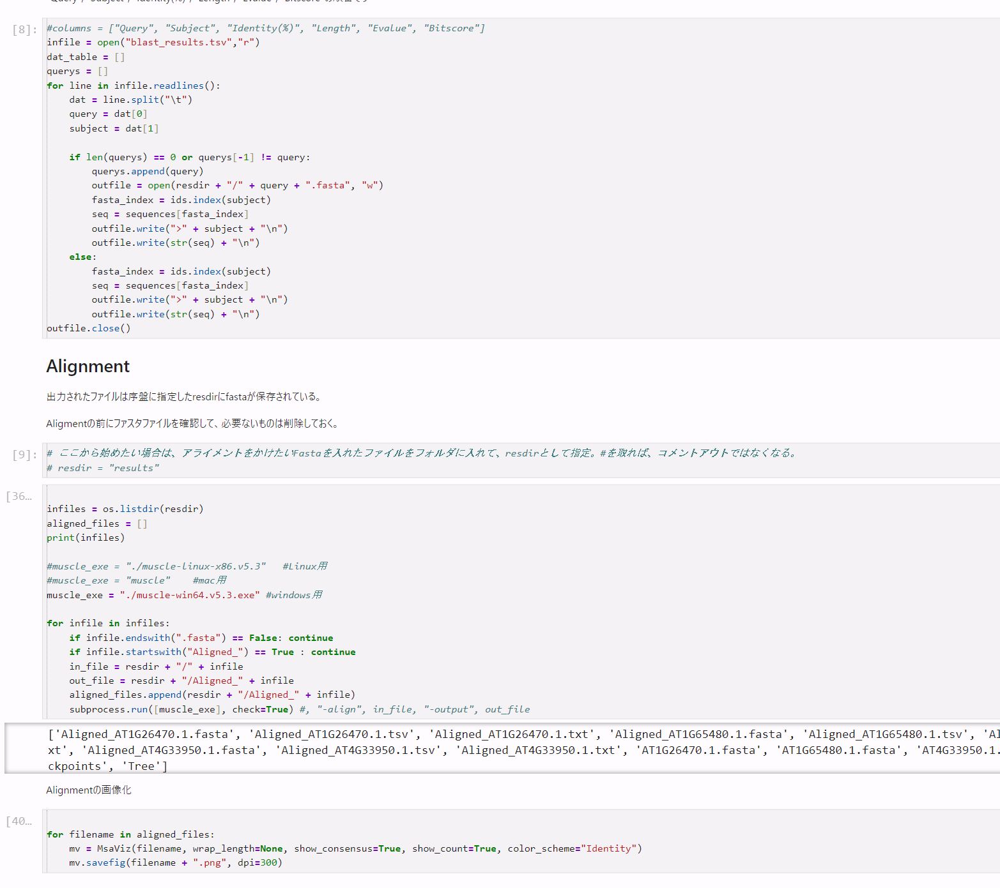 [8]:
#columns = ["Query", "Subject", "Identity(%)", "Length", "Evalue", "Bitscore"]
infile = open("blast_results.tsv","r")
dat_table = []
querys = []
for line in infile.readlines():
    dat = line.split("\t")
    query = dat[0]
    subject = dat[1]
    if len(querys) == 0 or querys[-1] != query:
        querys.append(query)
        outfile = open(resdir + "/" + query + ".fasta", "w")
        fasta_index = ids.index(subject)
        seq = sequences[fasta_index]
        outfile.write(">" + subject + "\n")
        outfile.write(str(seq) + "\n")
    else:
        fasta_index = ids.index(subject)
        seq = sequences[fasta_index]
        outfile.write(">" + subject + "\n")
        outfile.write(str(seq) + "\n")
outfile.close()
Alignment
出力されたファイルは序盤に指定したresdirにfastaが保存されている。
Aligmentの前にファスタファイルを確認して、必要ないものは削除しておく。
[9]:
# ここから始めたい場合は、アライメントをかけたいFastaを入れたファイルをフォルダに入れて、resdirとして指定。#を取れば、コメントアウトではなくなる。
# resdir = "results"
[36…
infiles = os.listdir(resdir)
aligned_files = []
print(infiles)
#muscle_exe = "./muscle-linux-x86.v5.3"   #Linux用
#muscle_exe = "muscle"    #mac用
muscle_exe = "./muscle-win64.v5.3.exe" #windows用
for infile in infiles:
    if infile.endswith(".fasta") == False: continue
    if infile.startswith("Aligned_") == True : continue
    in_file = resdir + "/" + infile
    out_file = resdir + "/Aligned_" + infile
    aligned_files.append(resdir + "/Aligned_" + infile)
    subprocess.run([muscle_exe], check=True) #, "-align", in_file, "-output", out_file
['Aligned_AT1G26470.1.fasta', 'Aligned_AT1G26470.1.tsv', 'Aligned_AT1G26470.1.txt', 'Aligned_AT1G65480.1.fasta', 'Aligned_AT1G65480.1.tsv', 'Al
xt', 'Aligned_AT4G33950.1.fasta', 'Aligned_AT4G33950.1.tsv', 'Aligned_AT4G33950.1.txt', 'AT1G26470.1.fasta', 'AT1G65480.1.fasta', 'AT4G33950.1.
ckpoints', 'Tree']
Alignmentの画像化
[40…
for filename in aligned_files:
    mv = MsaViz(filename, wrap_length=None, show_consensus=True, show_count=True, color_scheme="Identity")
    mv.savefig(filename + ".png", dpi=300)